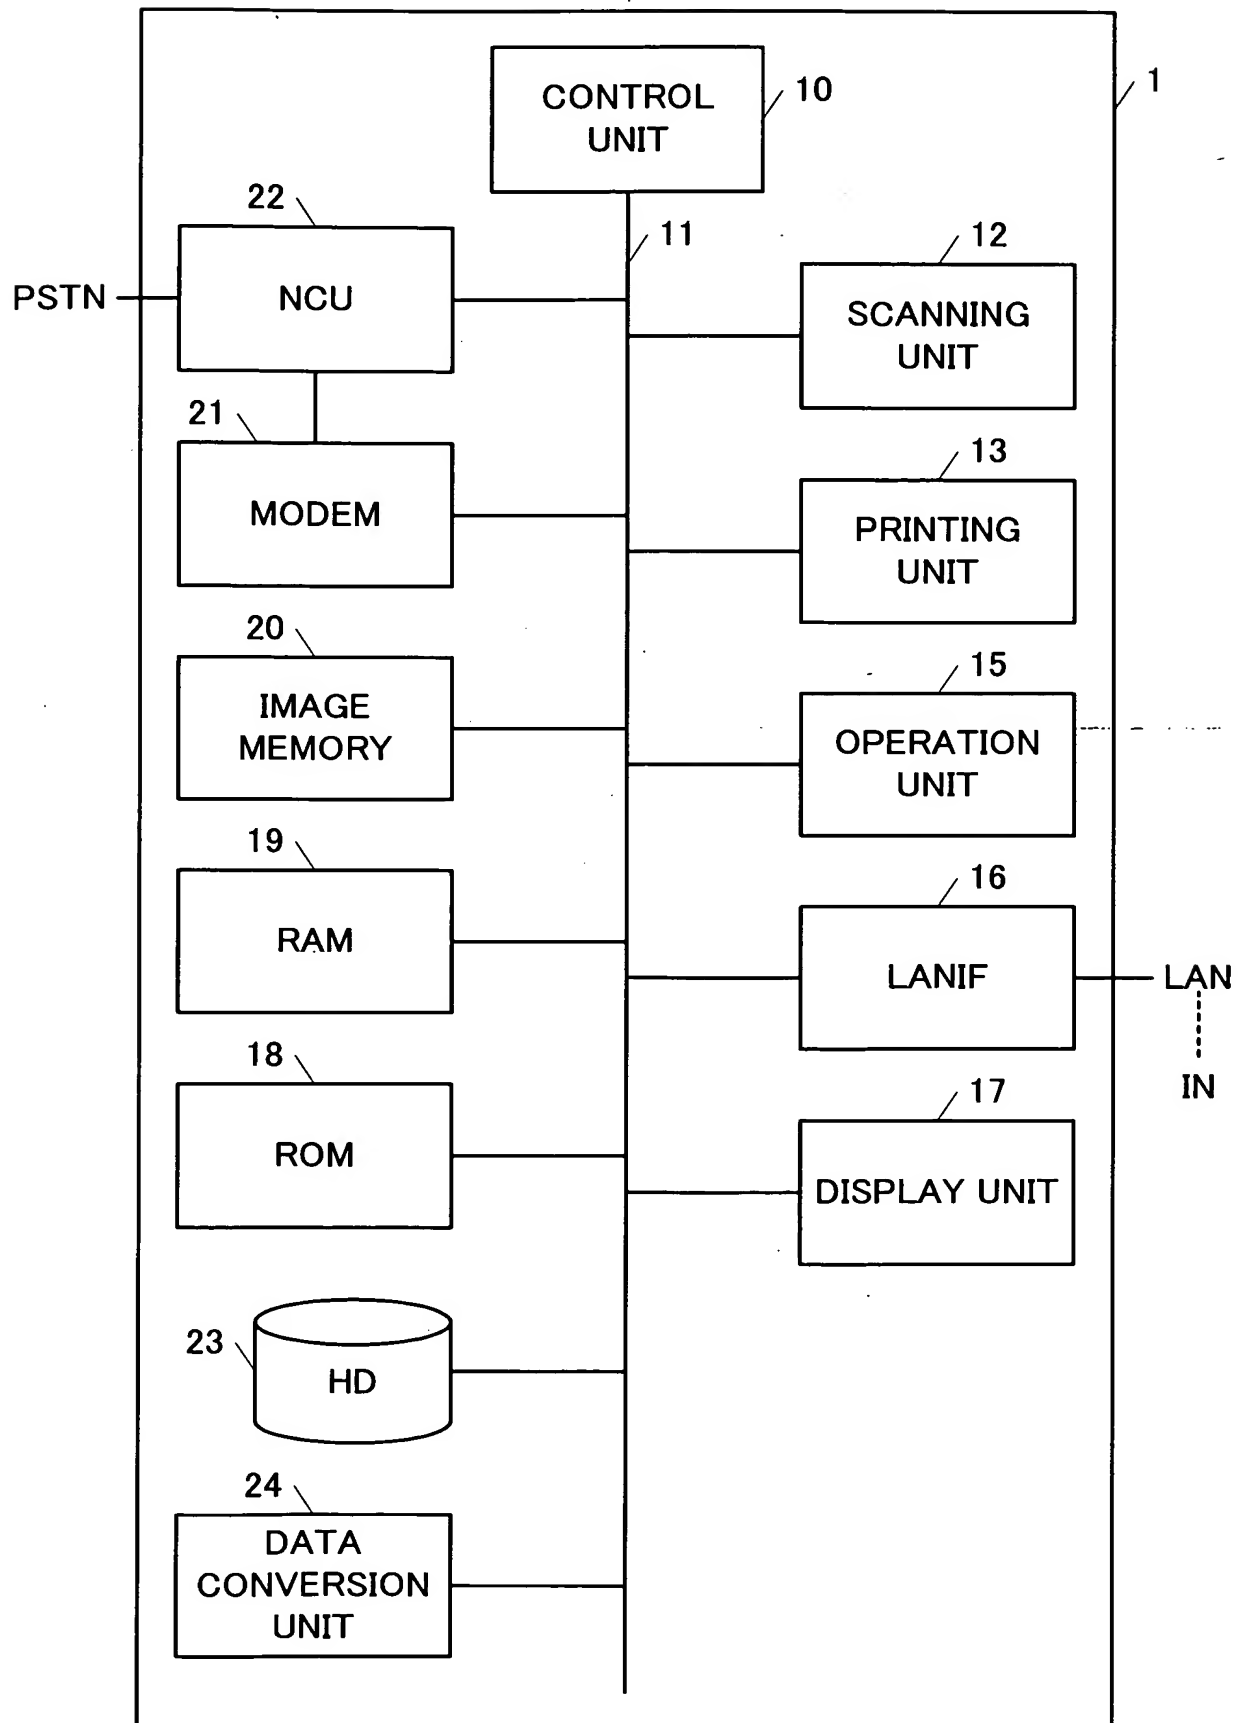 CONTROL
UNIT
10
1
22
11
12
PSTN
NCU
SCANNING
UNIT
21
13
MODEM
PRINTING
UNIT
20
15
IMAGE
MEMORY
OPERATION
UNIT
19
16
RAM
LANIF
LAN
18
17
IN
ROM
DISPLAY UNIT
23
HD
24
DATA
CONVERSION
UNIT